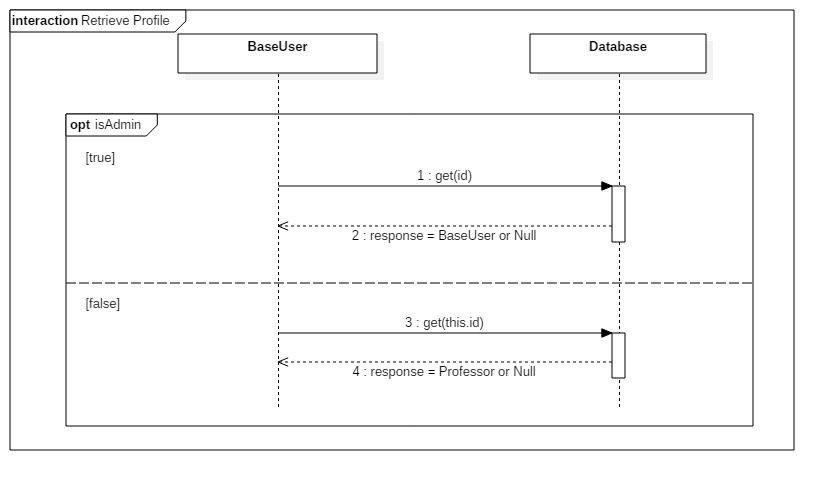 interaction Retrieve Profile
BaseUser
Database
opt isAdmin
[true]
1 : get(id)
2 : response = BaseUser or Null
[false]
3 : get(this.id)
4 : response = Professor or Null